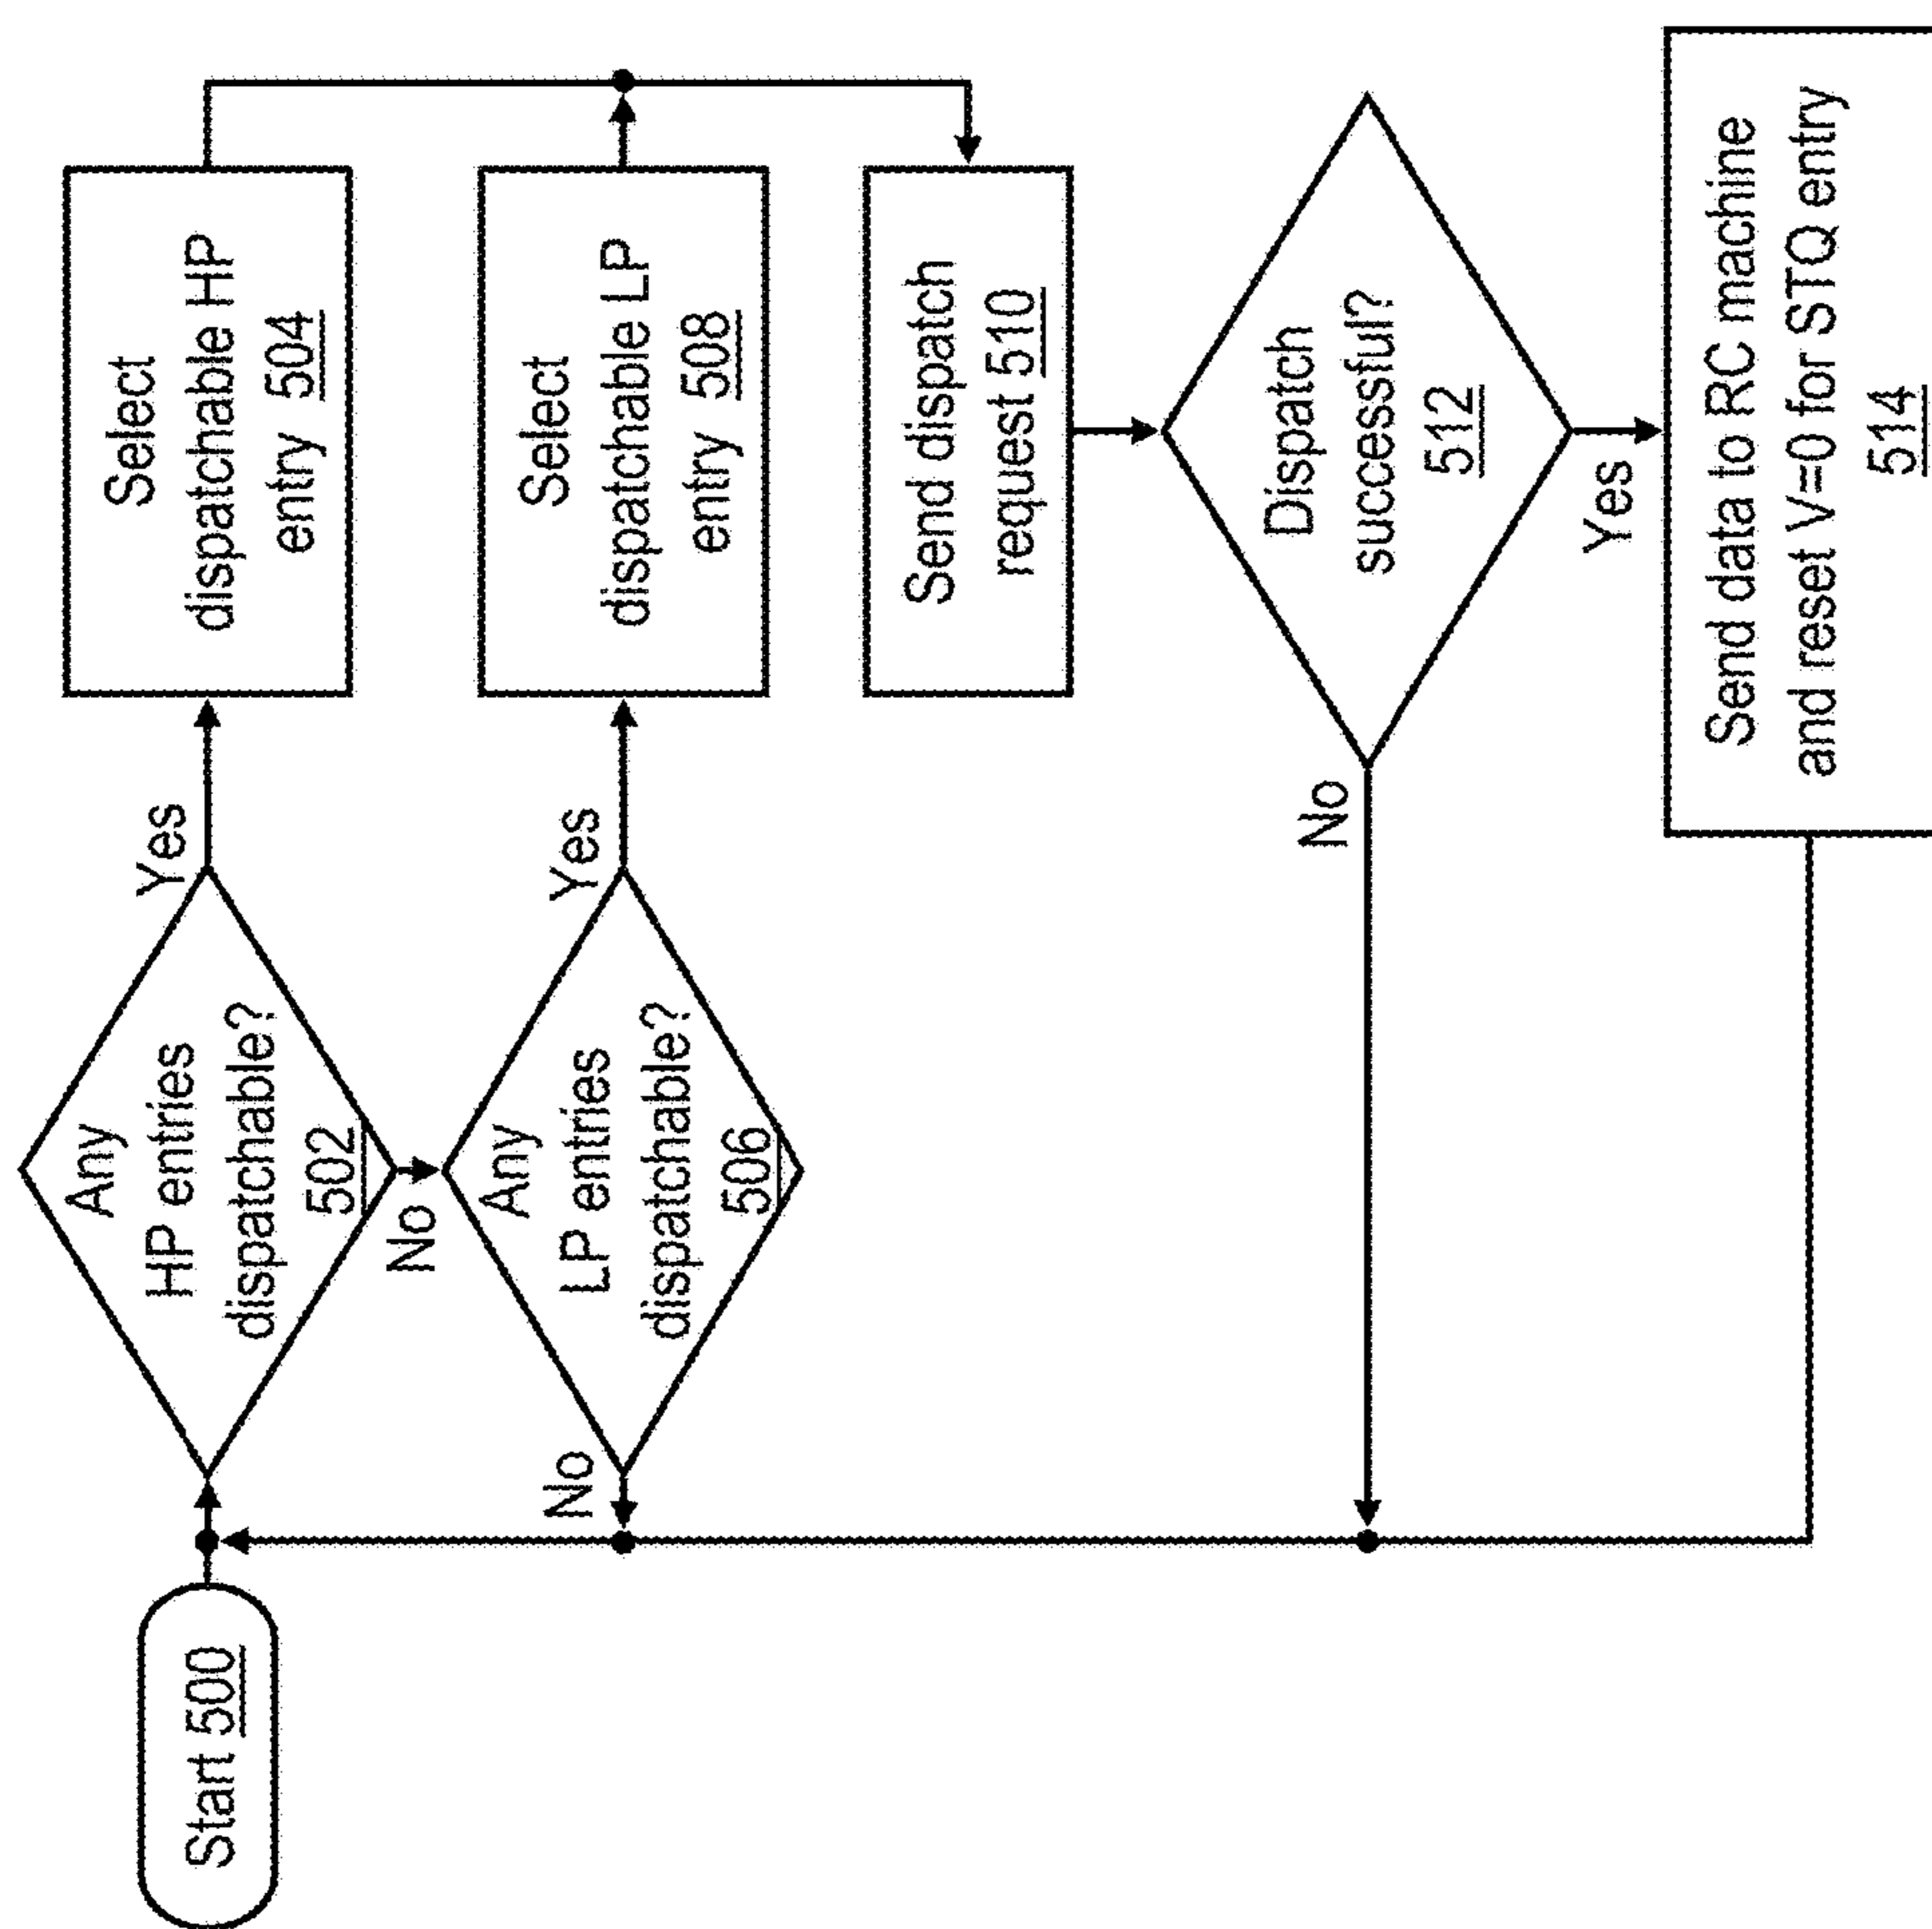 Start 500
Any
HP entries
dispatchable?
502
Yes
Select
dispatchable HP
entry 504
No
Any
LP entries
dispatchable?
506
No
Yes
Select
dispatchable LP
entry 508
Send dispatch
request 510
Dispatch
successful?
512
No
Yes
Send data to RC machine
and reset V=0 for STQ entry
514